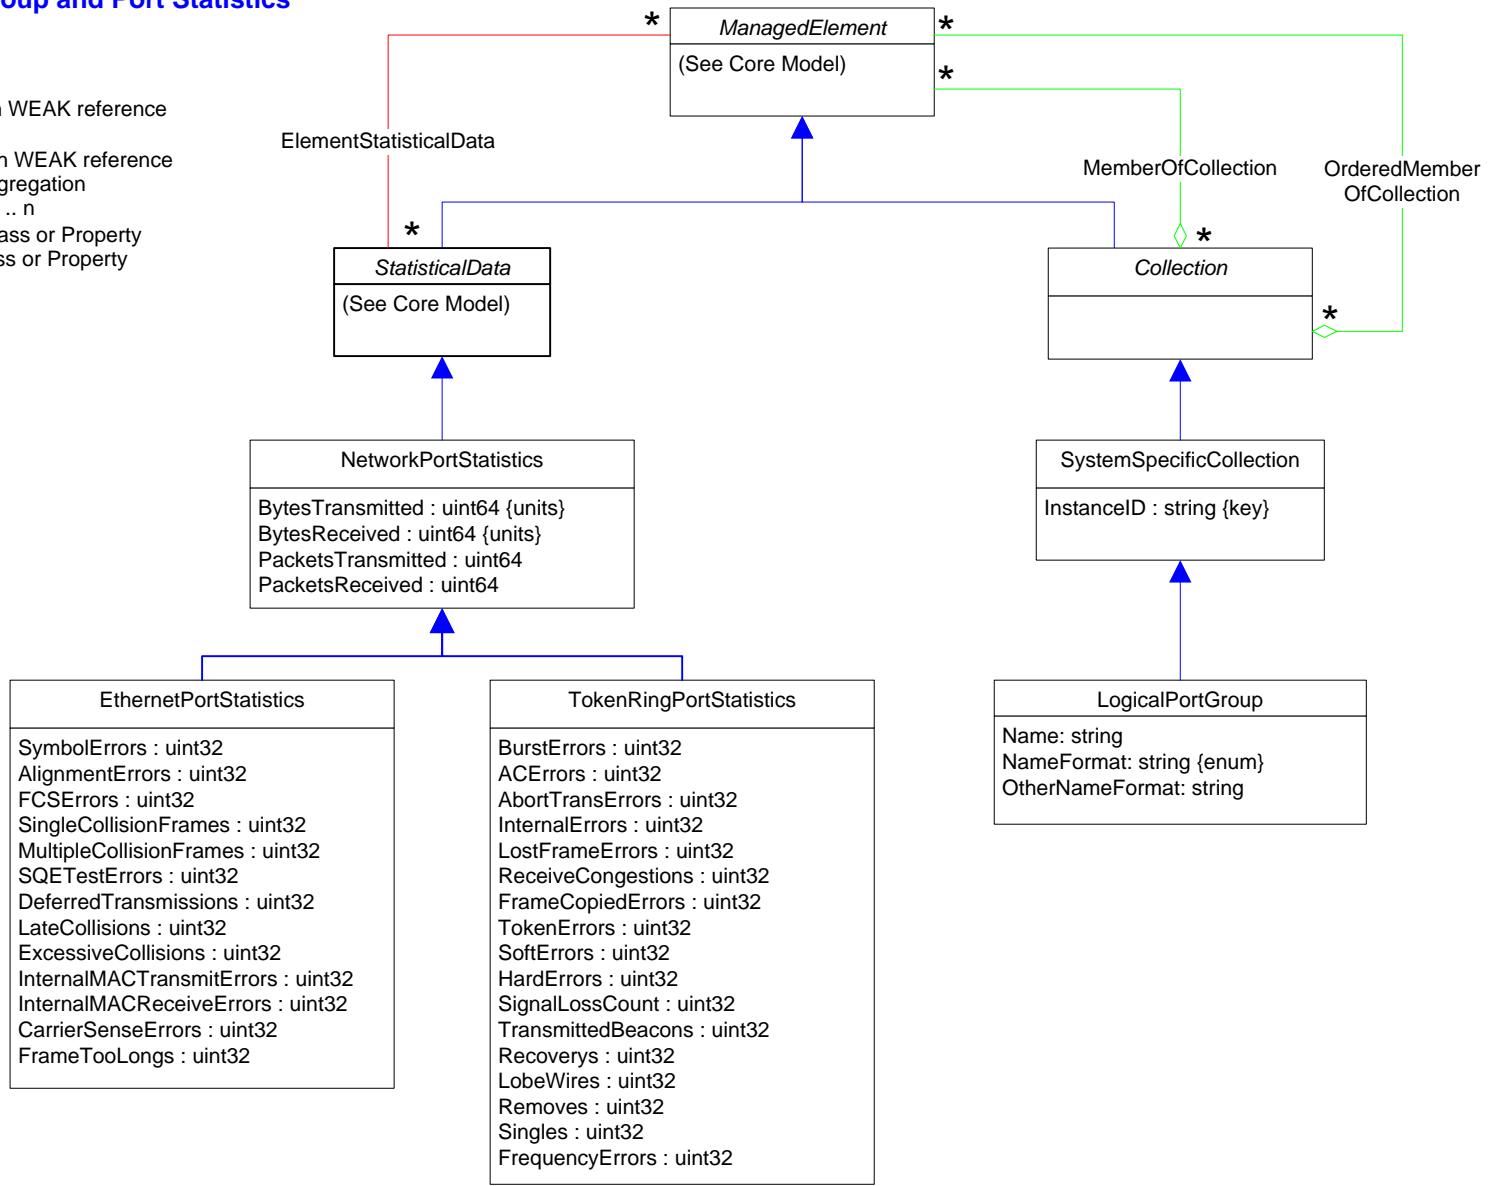 and Port Statistics
WEAK reference
WEAK reference
.. n
or Property
or Property
*
ManagedElement
*
(See Core Model)
*
ElementStatisticalData
MemberOfCollection
OrderedMember
OfCollection
*
*
StatisticalData
(See Core Model)
Collection
*
NetworkPortStatistics
BytesTransmitted : uint64 {units}
BytesReceived : uint64 {units}
PacketsTransmitted : uint64
PacketsReceived : uint64
SystemSpecificCollection
InstanceID : string {key}
EthernetPortStatistics
SymbolErrors : uint32
AlignmentErrors : uint32
FCSErrors : uint32
SingleCollisionFrames : uint32
MultipleCollisionFrames : uint32
SQETestErrors : uint32
DeferredTransmissions : uint32
LateCollisions : uint32
ExcessiveCollisions : uint32
InternalMACTransmitErrors : uint32
InternalMACReceiveErrors : uint32
CarrierSenseErrors : uint32
FrameTooLongs : uint32
TokenRingPortStatistics
BurstErrors : uint32
ACErrors : uint32
AbortTransErrors : uint32
InternalErrors : uint32
LostFrameErrors : uint32
ReceiveCongestions : uint32
FrameCopiedErrors : uint32
TokenErrors : uint32
SoftErrors : uint32
HardErrors : uint32
SignalLossCount : uint32
TransmittedBeacons : uint32
Recoverys : uint32
LobeWires : uint32
Removes : uint32
Singles : uint32
FrequencyErrors : uint32
LogicalPortGroup
Name: string
NameFormat: string {enum}
OtherNameFormat: string